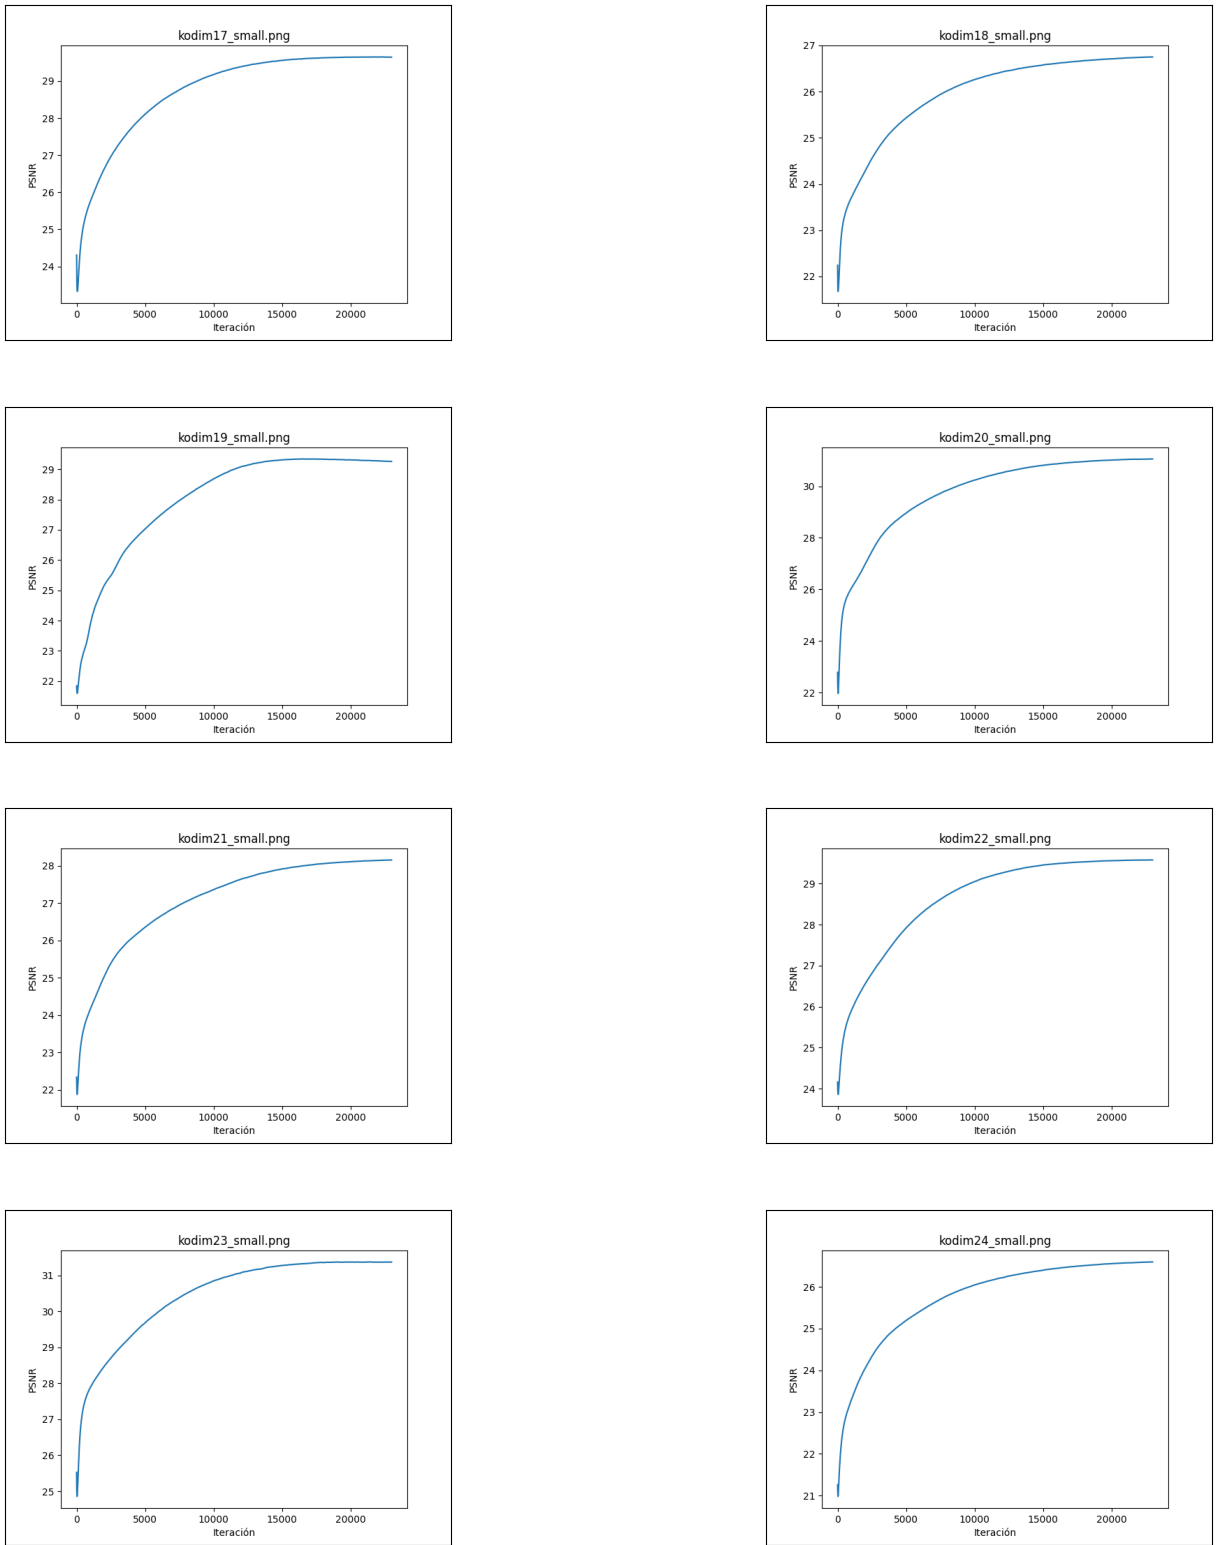 kodim17_small.png
PSNR
29
28
27
26
25
24
0 5000 10000 15000 20000
Iteración
kodim18_small.png
PSNR
27
26
25
24
23
22
0 5000 10000 15000 20000
Iteración
kodim19_small.png
PSNR
29
28
27
26
25
24
23
22
0 5000 10000 15000 20000
Iteración
kodim20_small.png
PSNR
30
28
26
24
22
0 5000 10000 15000 20000
Iteración
kodim21_small.png
PSNR
28
27
26
25
24
23
22
0 5000 10000 15000 20000
Iteración
kodim22_small.png
PSNR
29
28
27
26
25
24
0 5000 10000 15000 20000
Iteración
kodim23_small.png
PSNR
31
30
29
28
27
26
25
0 5000 10000 15000 20000
Iteración
kodim24_small.png
PSNR
26
25
24
23
22
21
0 5000 10000 15000 20000
Iteración